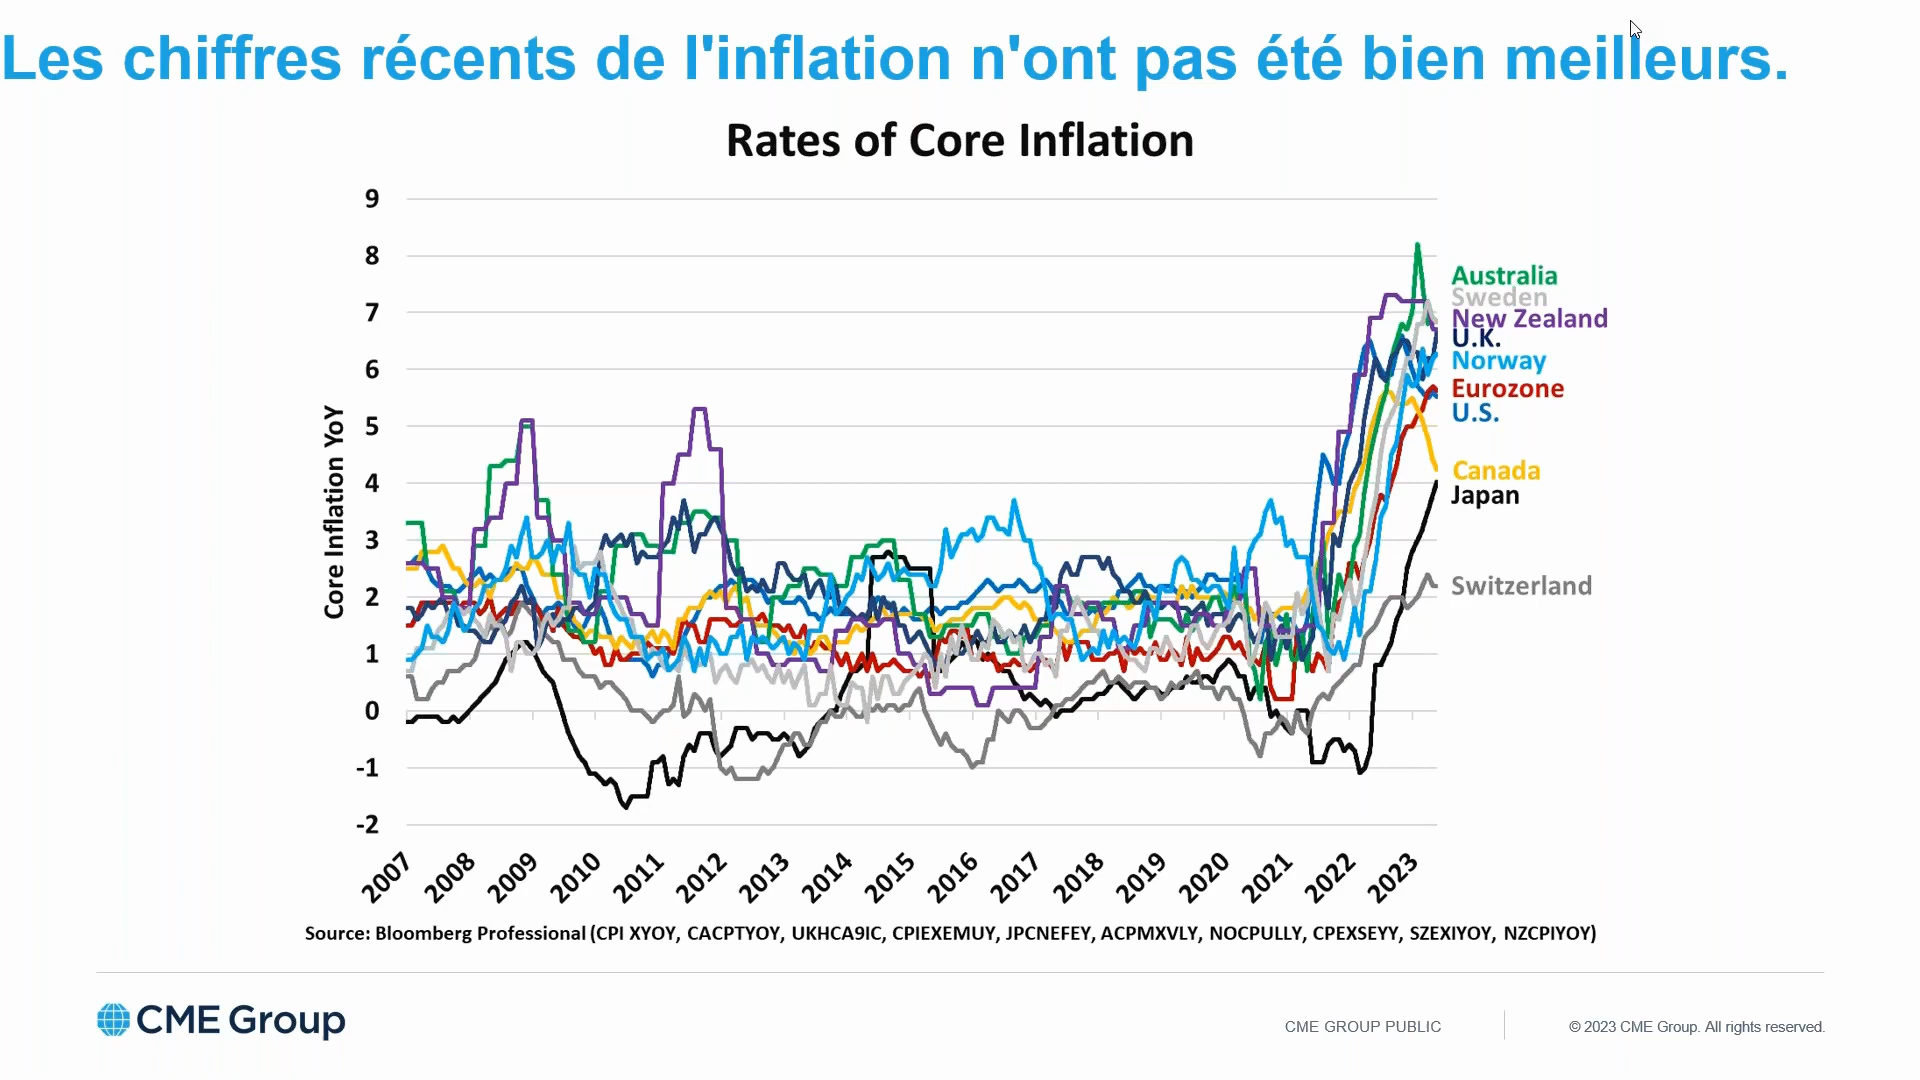 Les chiffres récents de l'inflation n'ont pas été bien meilleurs.
Rates of Core Inflation
Core Inflation YoY
9
8
7
6
5
4
3
2
1
0
-1
-2
Australia
Sweden
New Zealand
U.K.
Norway
Eurozone
U.S.
Canada
Japan
Switzerland
2007 2008 2009 2010 2011 2012 2013 2014 2015 2016 2017 2018 2019 2020 2021 2022 2023
Source: Bloomberg Professional (CPI XYOY, CACPTYOY, UKHCA9IC, CPIEXEMUY, JPCNEFEY, ACPMXVLY, NOCPULLY, CPEXSEYY, SZEXIYOY, NZCPIYOY)
CME Group
CME GROUP PUBLIC
© 2023 CME Group. All rights reserved.